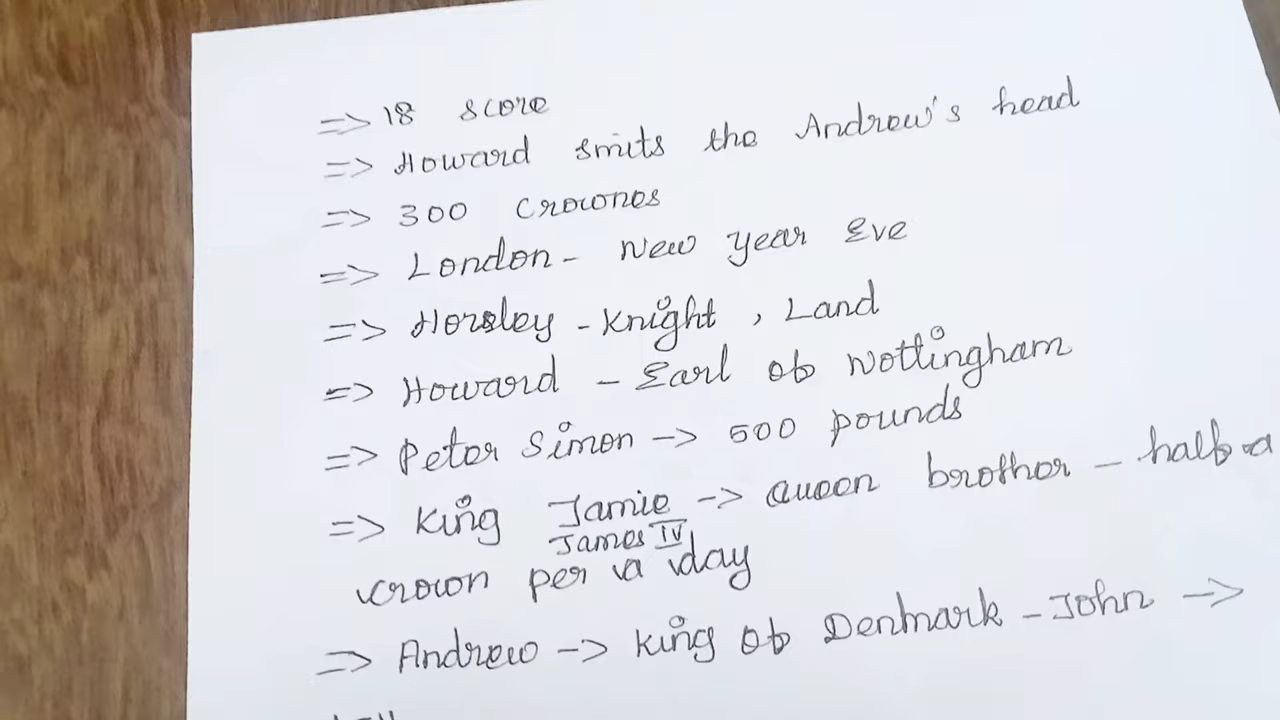 => 18 score
=> Howard smits the Andrew's head
=> 300 Crownes
=> London - New Year Eve
=> Horsley - Knight, Land
=> Howard - Earl of Nottingham
=> Peter Simon -> 500 pounds
=> King Jamie -> Queen brother - half a
James IV
crown per a day
=> Andrew -> King of Denmark - John ->